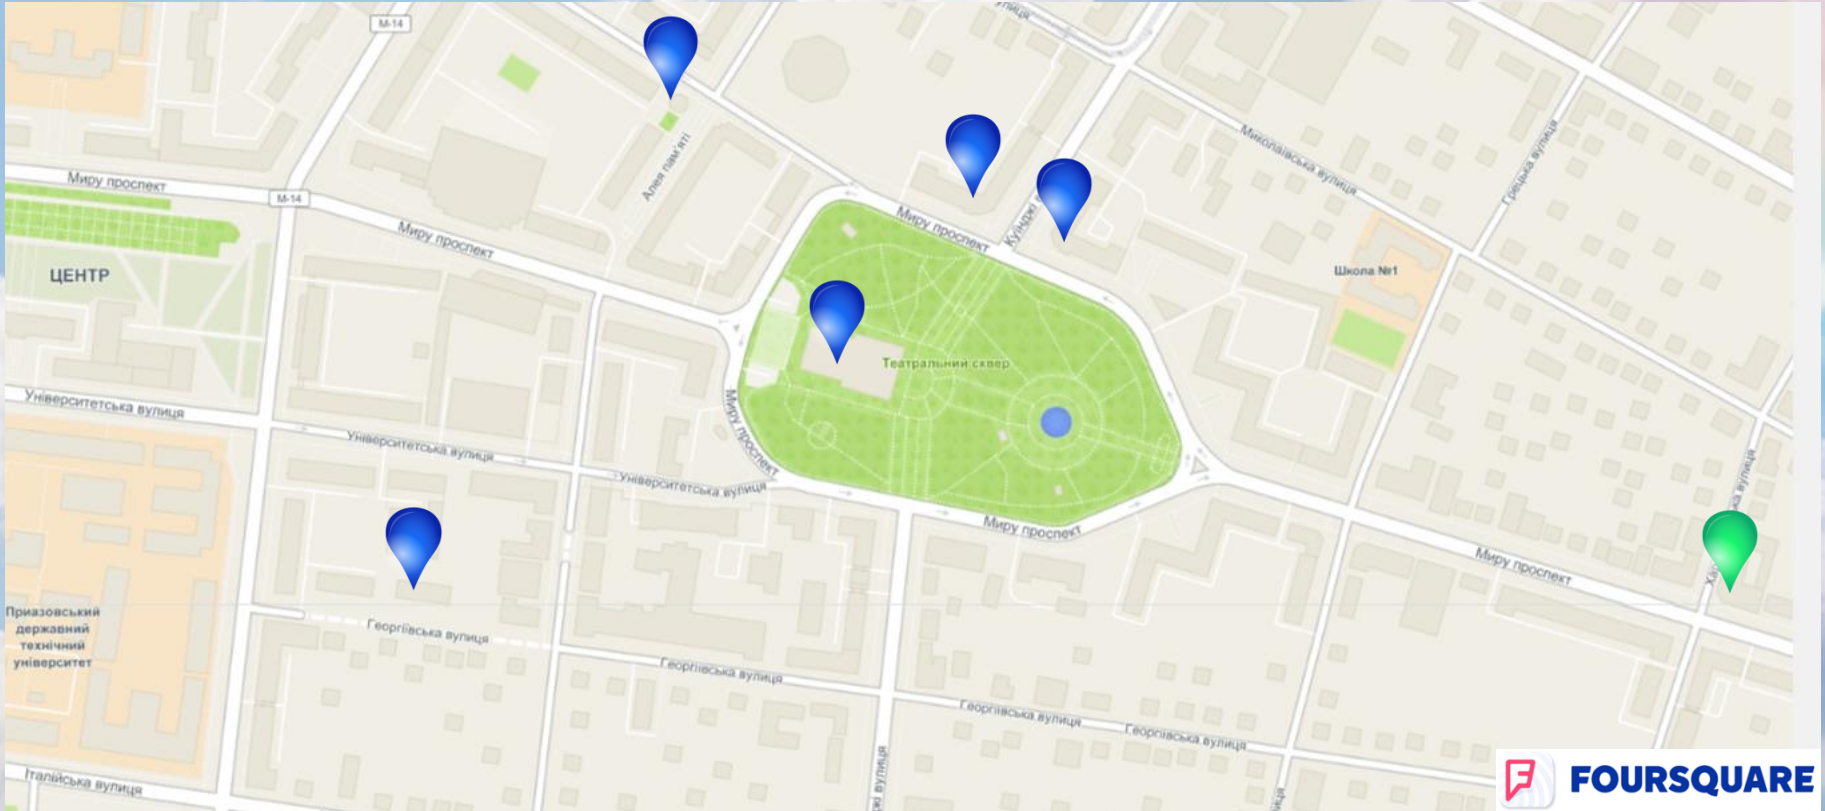 М-14
Миру проспект
М-14
Миру проспект
Алея пам'яті
Миру проспект
Миколаївська вулиця
Грецька вулиця
ЦЕНТР
Школа №1
Театральний сквер
Університетська вулиця
Університетська вулиця
Університетська вулиця
Миру проспект
Миру проспект
Миру проспект
Приазовський
державний
технічний
університет
Георгіївська вулиця
Георгіївська вулиця
Георгіївська вулиця
Георгіївська вулиця
Італійська вулиця
FOURSQUARE